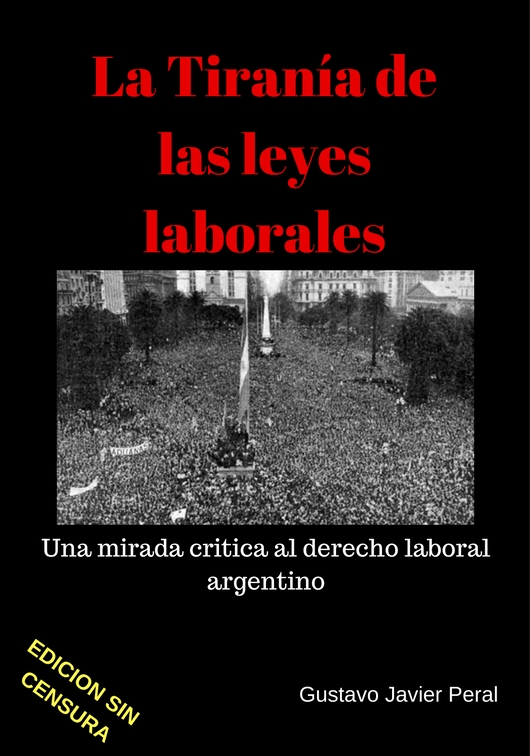 La Tiranía de
las leyes
laborales
ADUANAS
Una mirada critica al derecho laboral
argentino
EDICION SIN
CENSURA
Gustavo Javier Peral